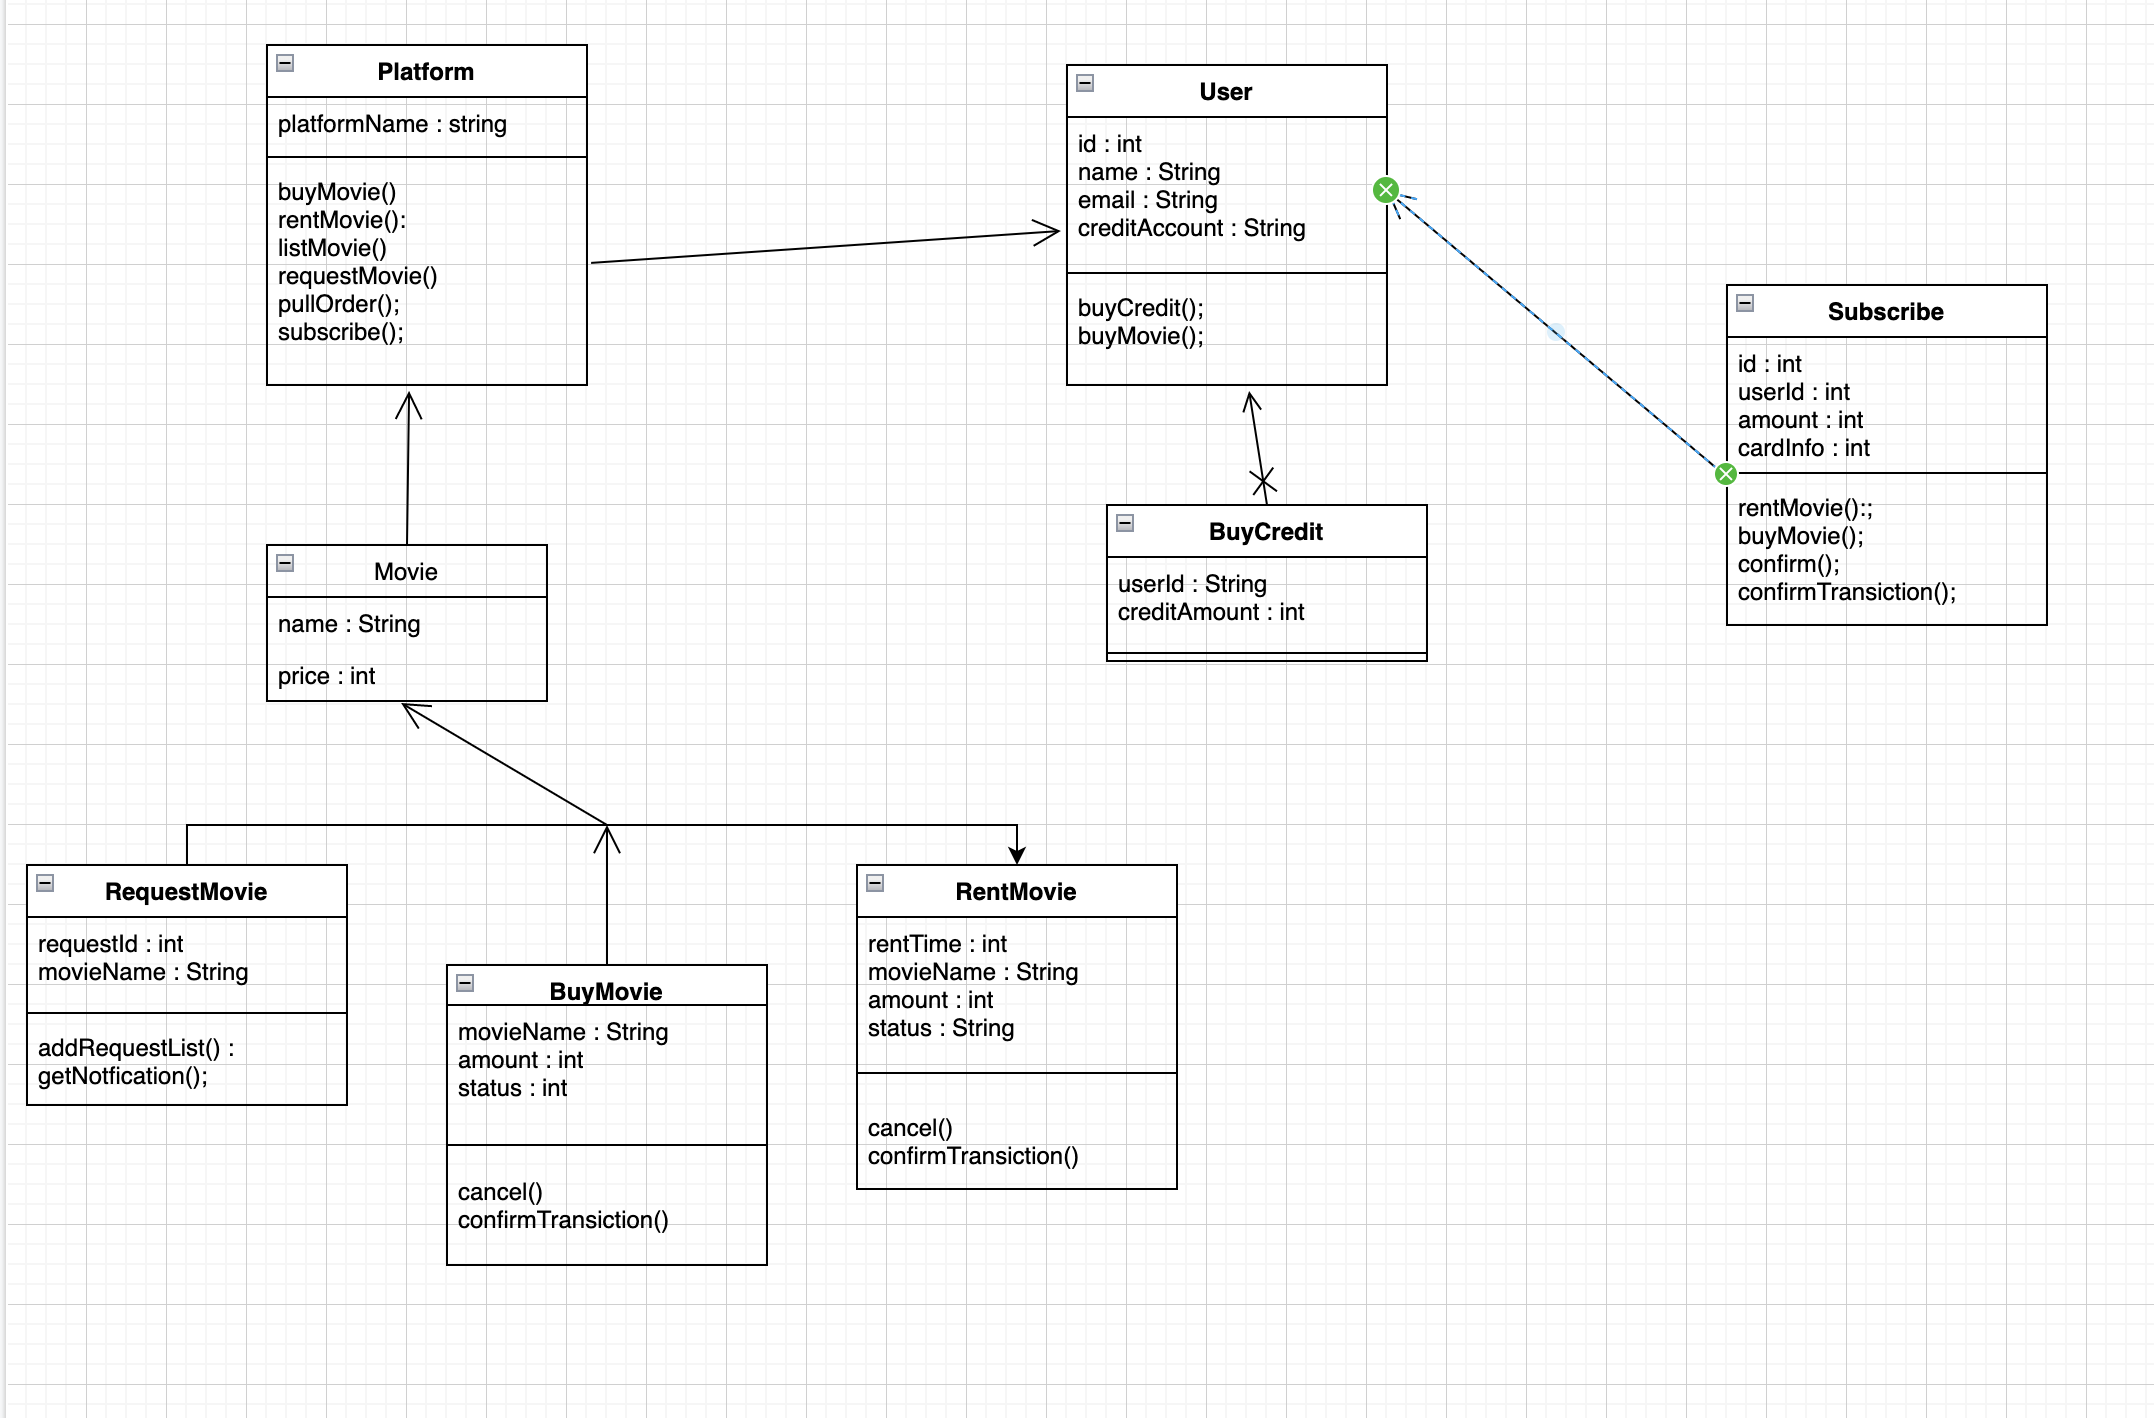 Platform
platformName : string
buyMovie()
rentMovie():
listMovie()
requestMovie()
pullOrder();
subscribe();
User
id : int
name : String
email : String
creditAccount : String
buyCredit();
buyMovie();
Subscribe
id : int
userId : int
amount : int
cardInfo : int
rentMovie():;
buyMovie();
confirm();
confirmTransiction();
Movie
name : String
price : int
BuyCredit
userId : String
creditAmount : int
RequestMovie
requestId : int
movieName : String
addRequestList() :
getNotfication();
BuyMovie
movieName : String
amount : int
status : int
cancel()
confirmTransiction()
RentMovie
rentTime : int
movieName : String
amount : int
status : String
cancel()
confirmTransiction()